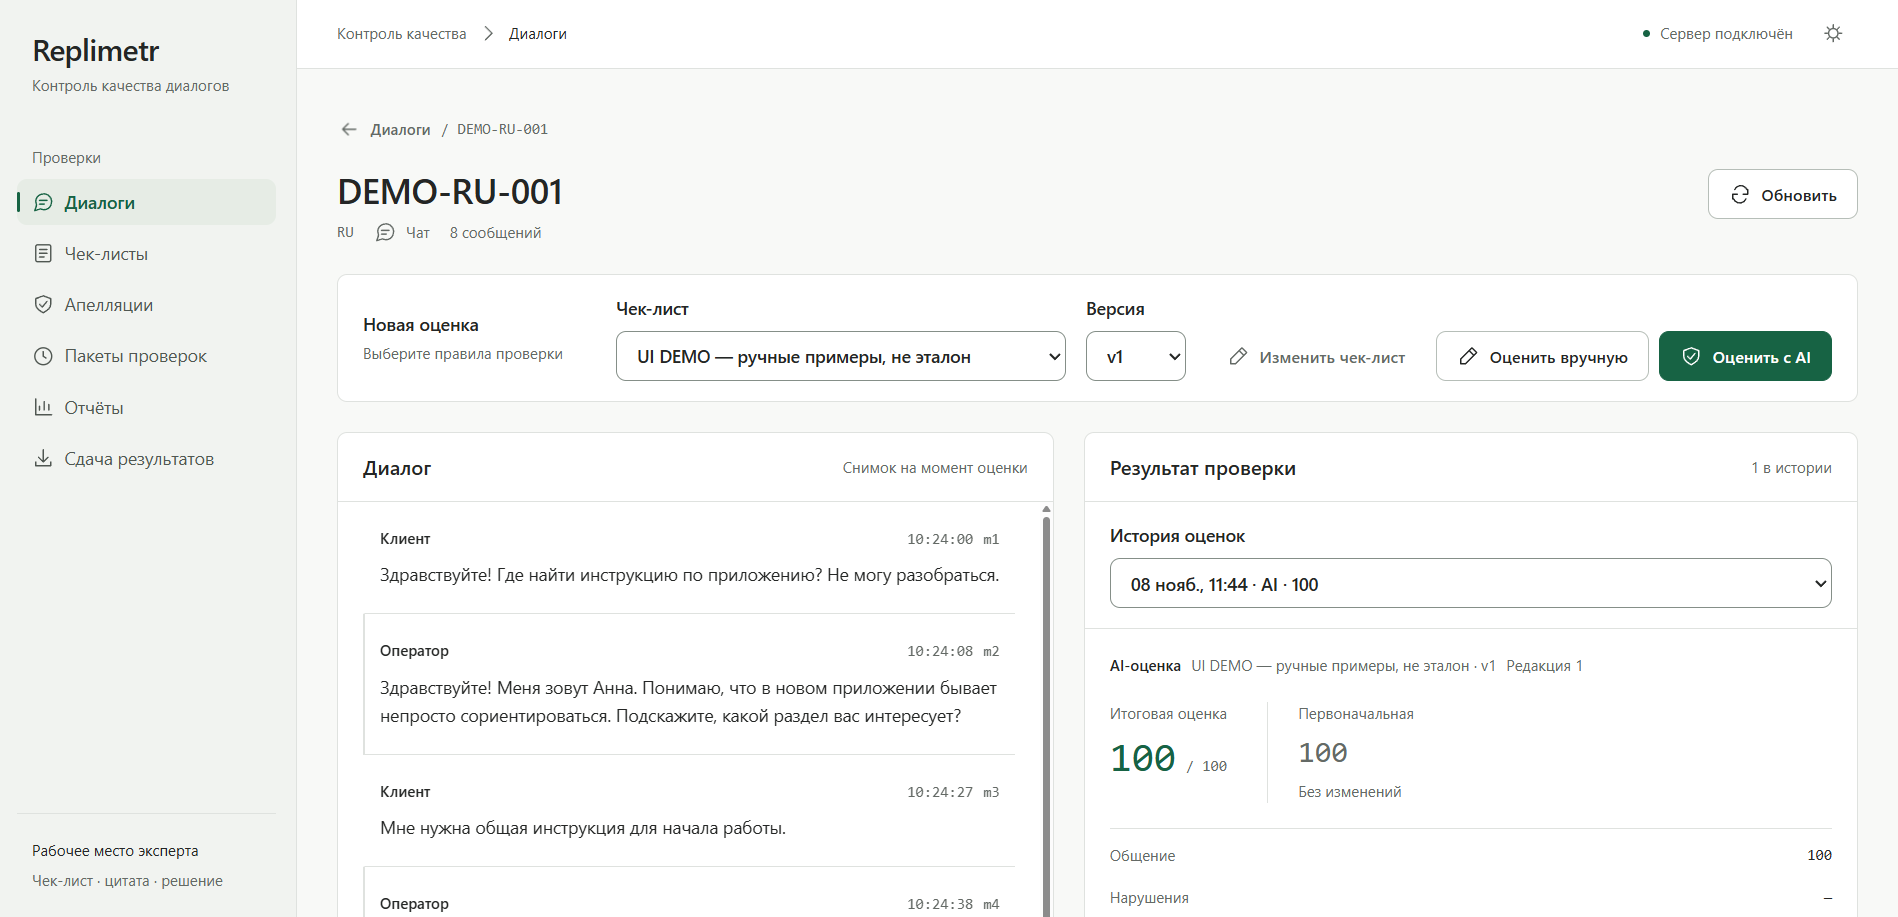 Replimetr
Контроль качества диалогов
Проверки
Диалоги
Чек-листы
Апелляции
Пакеты проверок
Отчёты
Сдача результатов
Рабочее место эксперта
Чек-лист · цитата · решение
Контроль качества
Диалоги
Сервер подключён
Диалоги / DEMO-RU-001
DEMO-RU-001
Обновить
RU Чат 8 сообщений
Новая оценка
Выберите правила проверки
Чек-лист
UI DEMO — ручные примеры, не эталон
Версия
v1
Изменить чек-лист
Оценить вручную
Оценить с AI
Диалог
Снимок на момент оценки
Клиент 10:24:00 m1
Здравствуйте! Где найти инструкцию по приложению? Не могу разобраться.
Оператор 10:24:08 m2
Здравствуйте! Меня зовут Анна. Понимаю, что в новом приложении бывает
непросто сориентироваться. Подскажите, какой раздел вас интересует?
Клиент 10:24:27 m3
Мне нужна общая инструкция для начала работы.
Оператор 10:24:38 m4
Результат проверки
1 в истории
История оценок
08 нояб., 11:44 · AI · 100
AI-оценка UI DEMO — ручные примеры, не эталон · v1 Редакция 1
Итоговая оценка
100 / 100
Первоначальная
100
Без изменений
Общение 100
Нарушения –